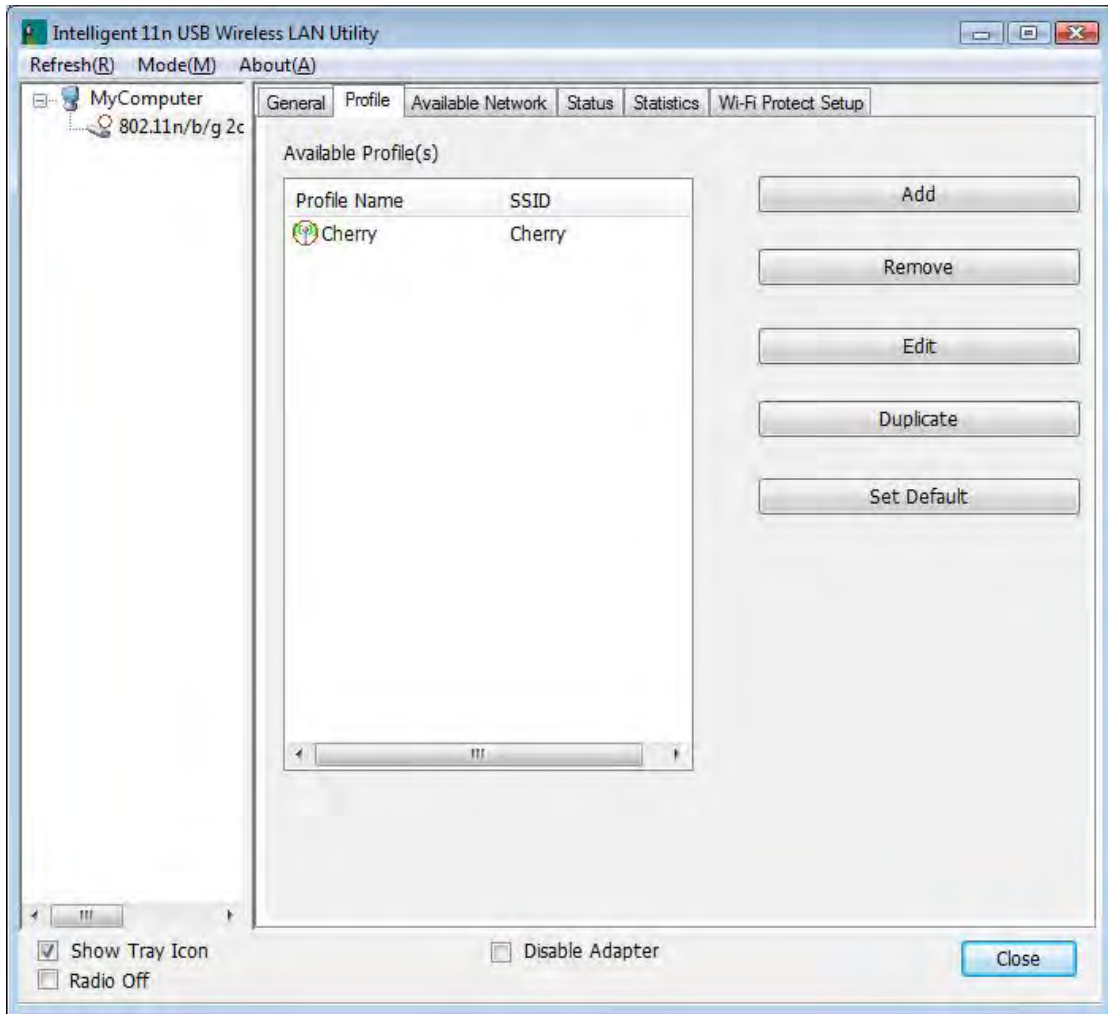 Intelligent 11n USB Wireless LAN Utility
Refresh(R) Mode(M) About(A)
MyComputer
802.11n/b/g 2c
General Profile Available Network Status Statistics Wi-Fi Protect Setup
Available Profile(s)
Profile Name SSID
Cherry Cherry
Add
Remove
Edit
Duplicate
Set Default
Show Tray Icon
Radio Off
Disable Adapter
Close